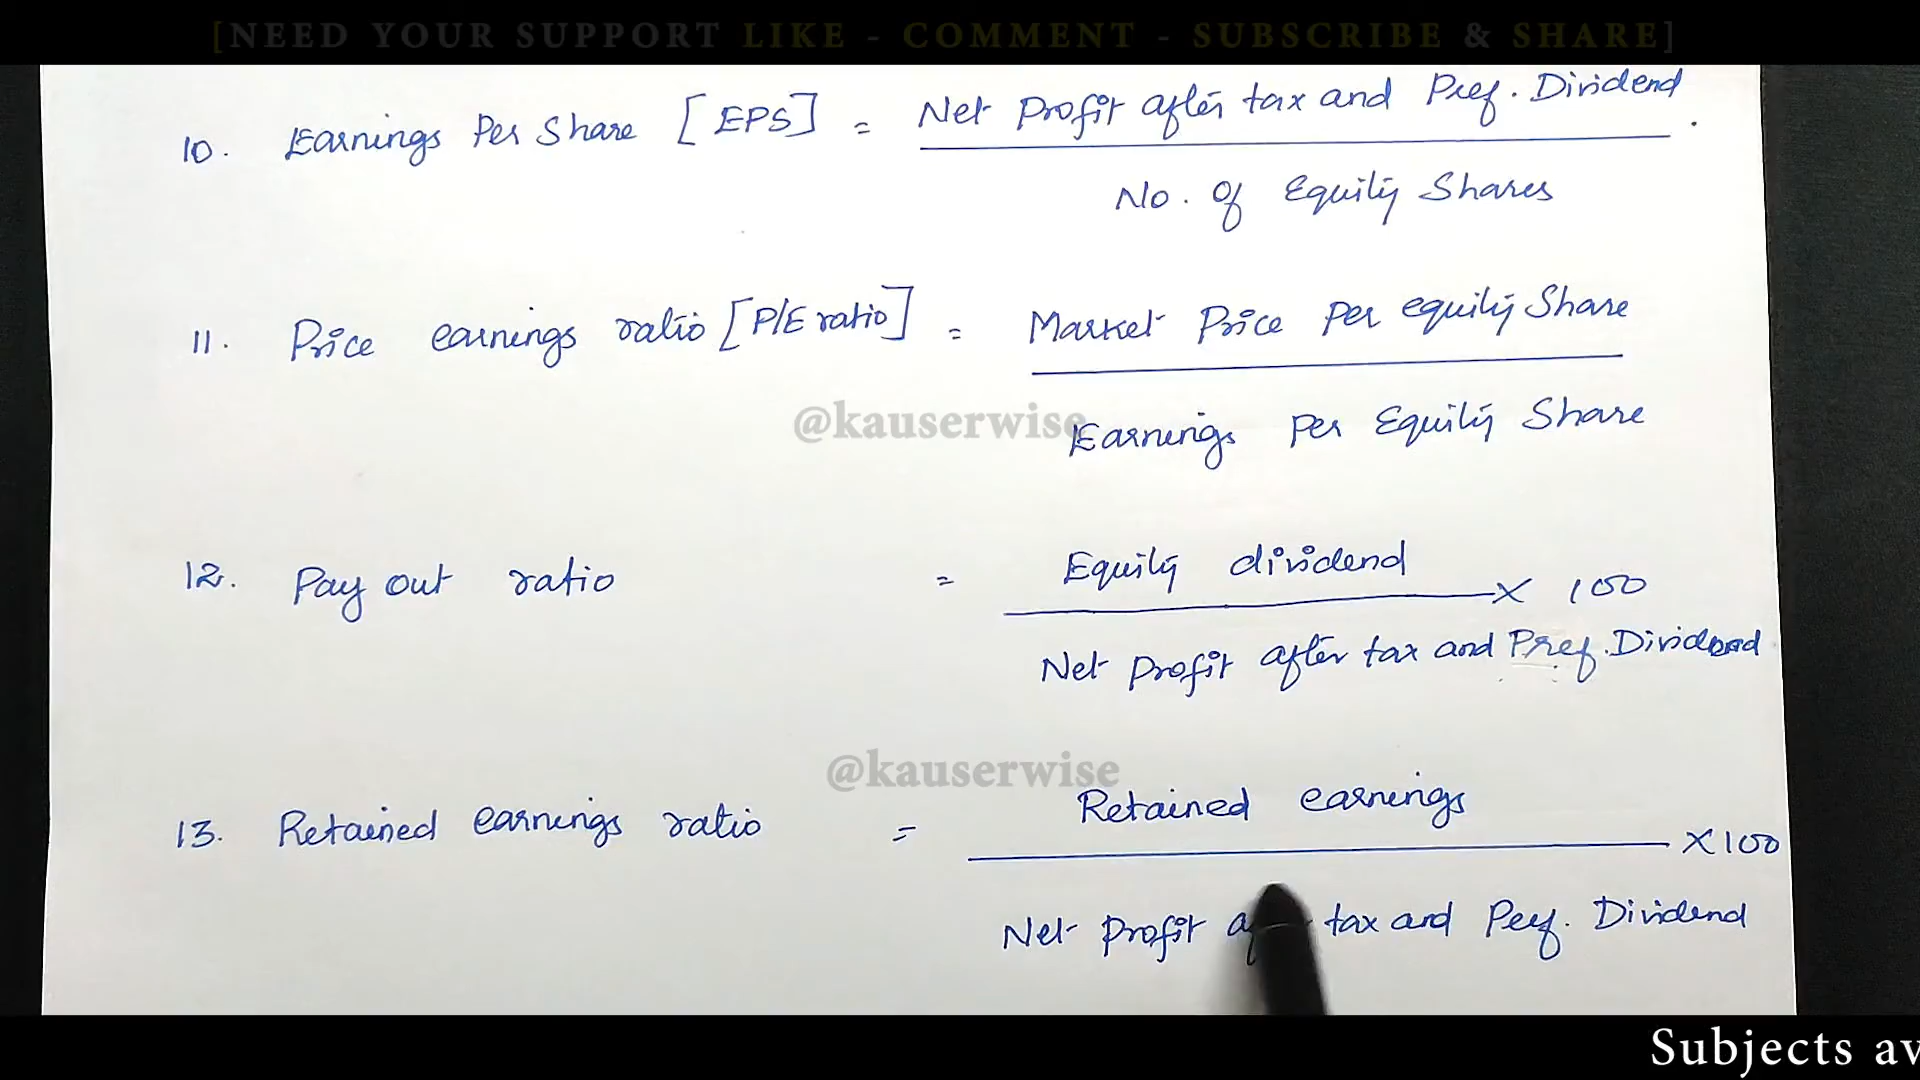 [NEED YOUR SUPPORT LIKE - COMMENT - SUBSCRIBE & SHARE]
10. Earnings Per Share [EPS] = Net Profit after tax and Pref. Dividend
No. Of Equity Shares
11. Price earnings ratio [P/E ratio] = Market Price Per equity Share
@kauserwise
Earnings Per Equity Share
12. Pay out ratio = Equity dividend X 100
Net Profit after tax and Pref. Dividend
@kauserwise
13. Retained earnings ratio = Retained earnings X 100
Net Profit tax and Pref. Dividend
Subjects av